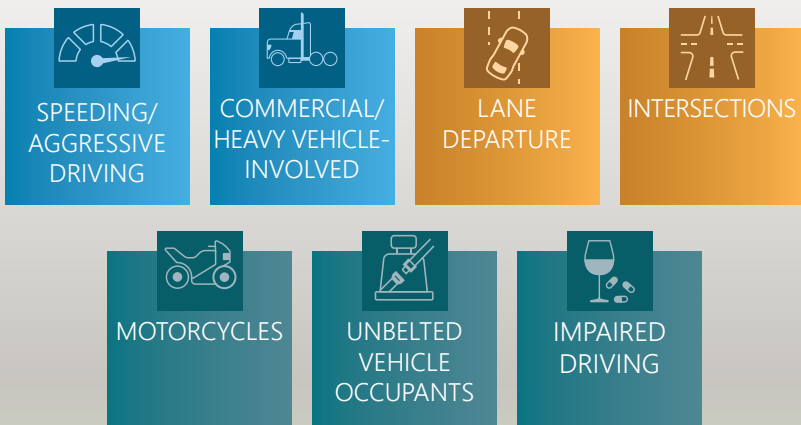 SPEEDING/
AGGRESSIVE
DRIVING
COMMERCIAL/
HEAVY VEHICLE-
INVOLVED
LANE
DEPARTURE
INTERSECTIONS
MOTORCYCLES
UNBELTED
VEHICLE
OCCUPANTS
IMPAIRED
DRIVING